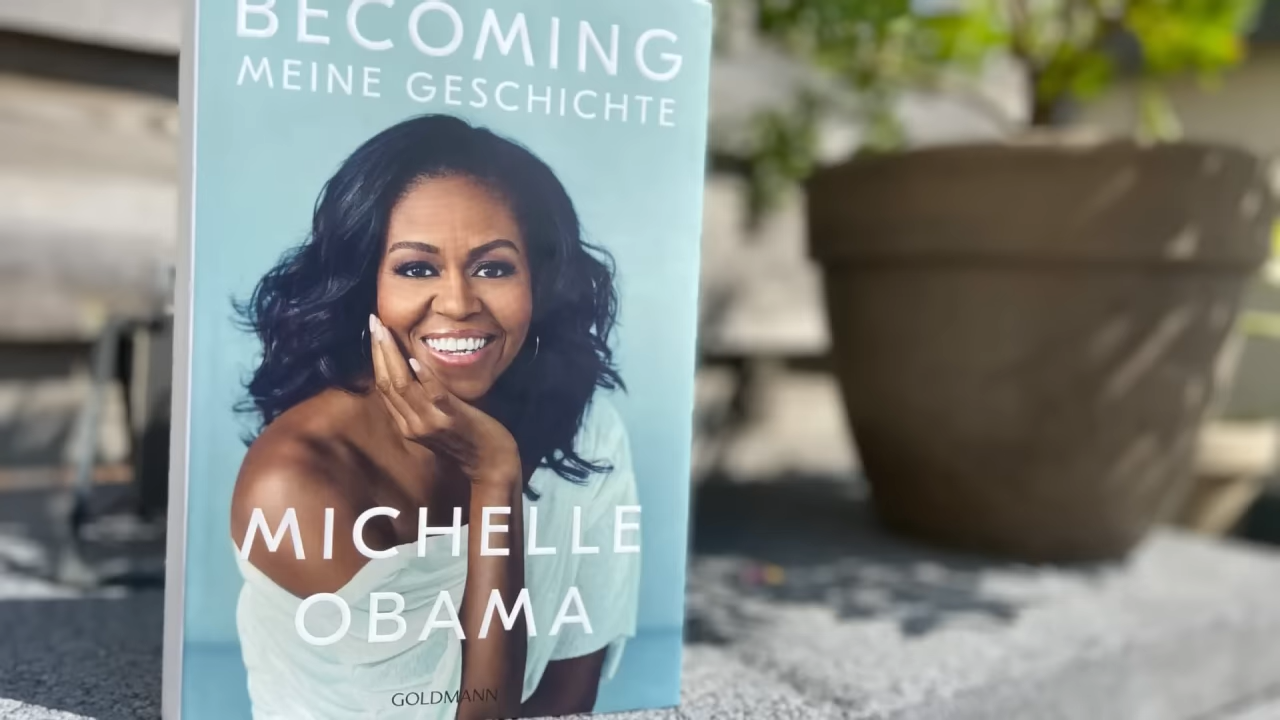 BECOMING
MEINE GESCHICHTE
MICHELLE
OBAMA
GOLDMANN